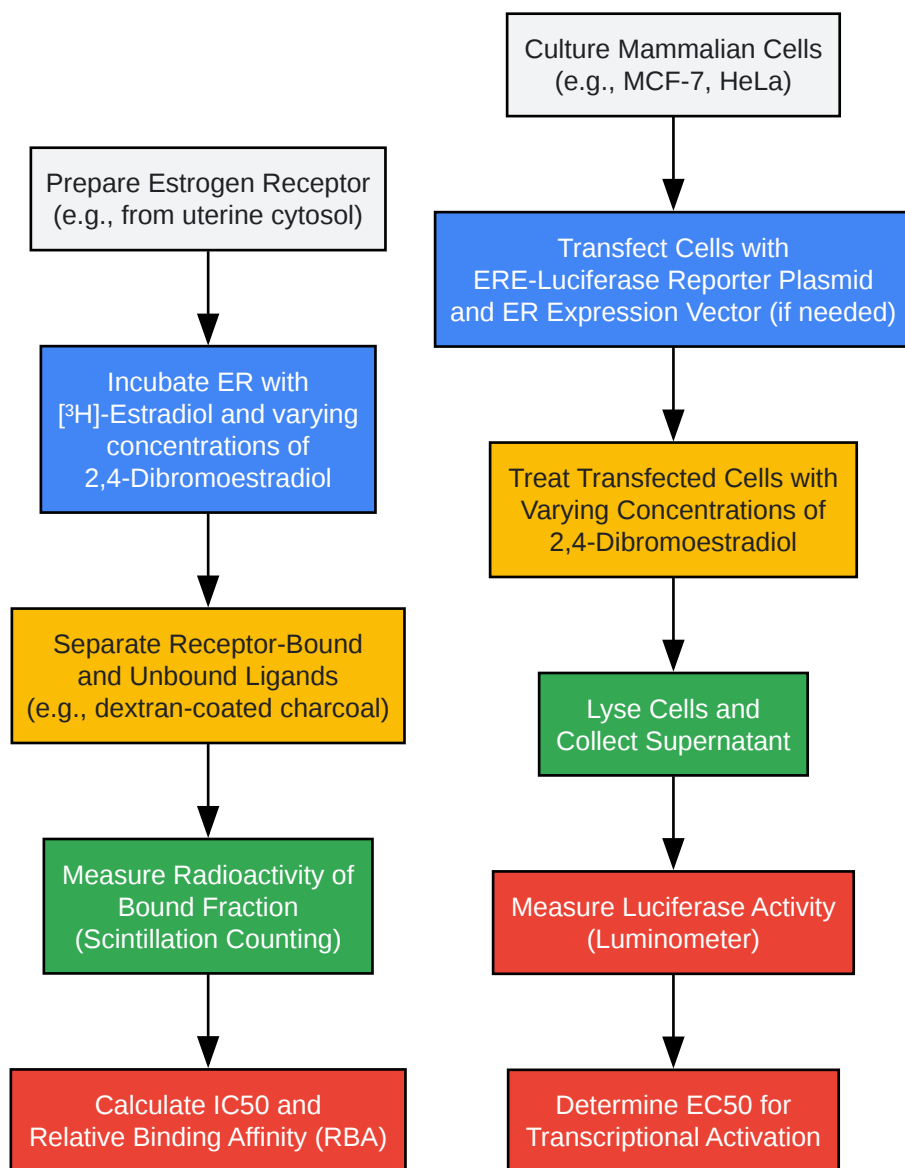 Prepare Estrogen Receptor
(e.g., from uterine cytosol)
Incubate ER with
[³H]-Estradiol and varying
concentrations of
2,4-Dibromoestradiol
Separate Receptor-Bound
and Unbound Ligands
(e.g., dextran-coated charcoal)
Measure Radioactivity of
Bound Fraction
(Scintillation Counting)
Calculate IC50 and
Relative Binding Affinity (RBA)
Culture Mammalian Cells
(e.g., MCF-7, HeLa)
Transfect Cells with
ERE-Luciferase Reporter Plasmid
and ER Expression Vector (if needed)
Treat Transfected Cells with
Varying Concentrations of
2,4-Dibromoestradiol
Lyse Cells and
Collect Supernatant
Measure Luciferase Activity
(Luminometer)
Determine EC50 for
Transcriptional Activation